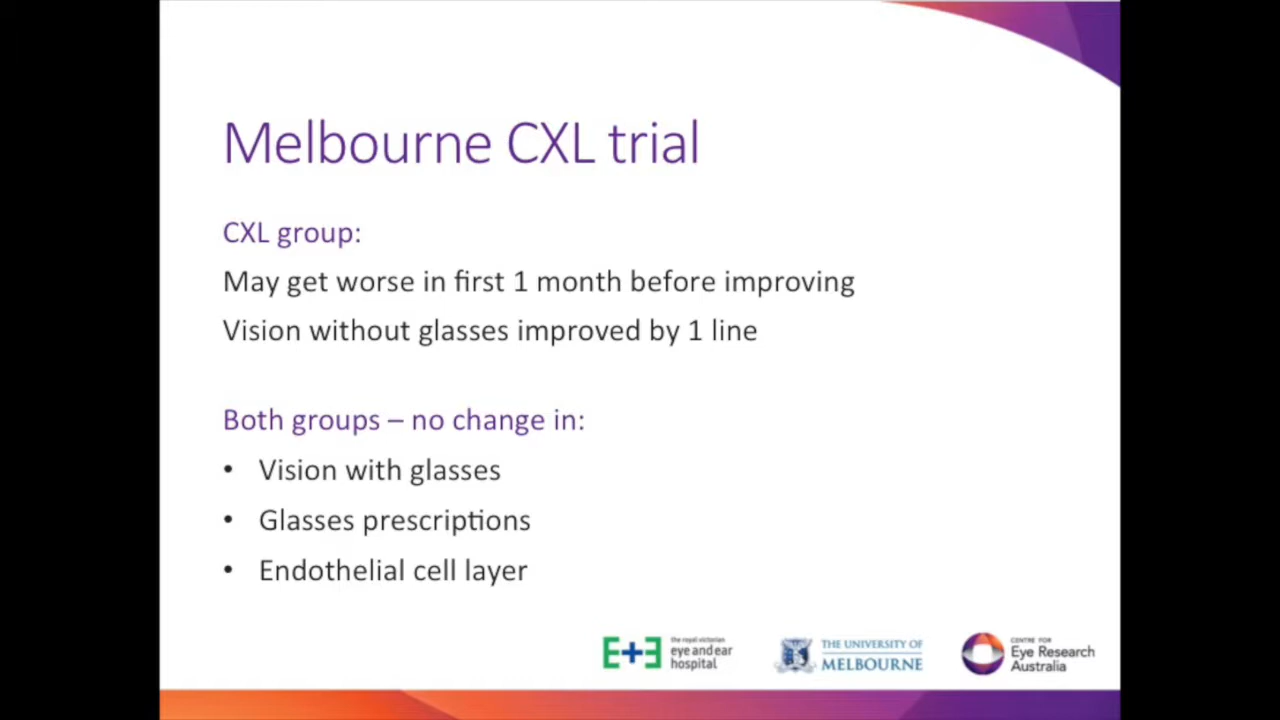 Melbourne CXL trial
CXL group:
May get worse in first 1 month before improving
Vision without glasses improved by 1 line
Both groups – no change in:
• Vision with glasses
• Glasses prescriptions
• Endothelial cell layer
E+E
the royal victorian
eye and ear
hospital
THE UNIVERSITY OF
MELBOURNE
CENTRE FOR
Eye Research
Australia